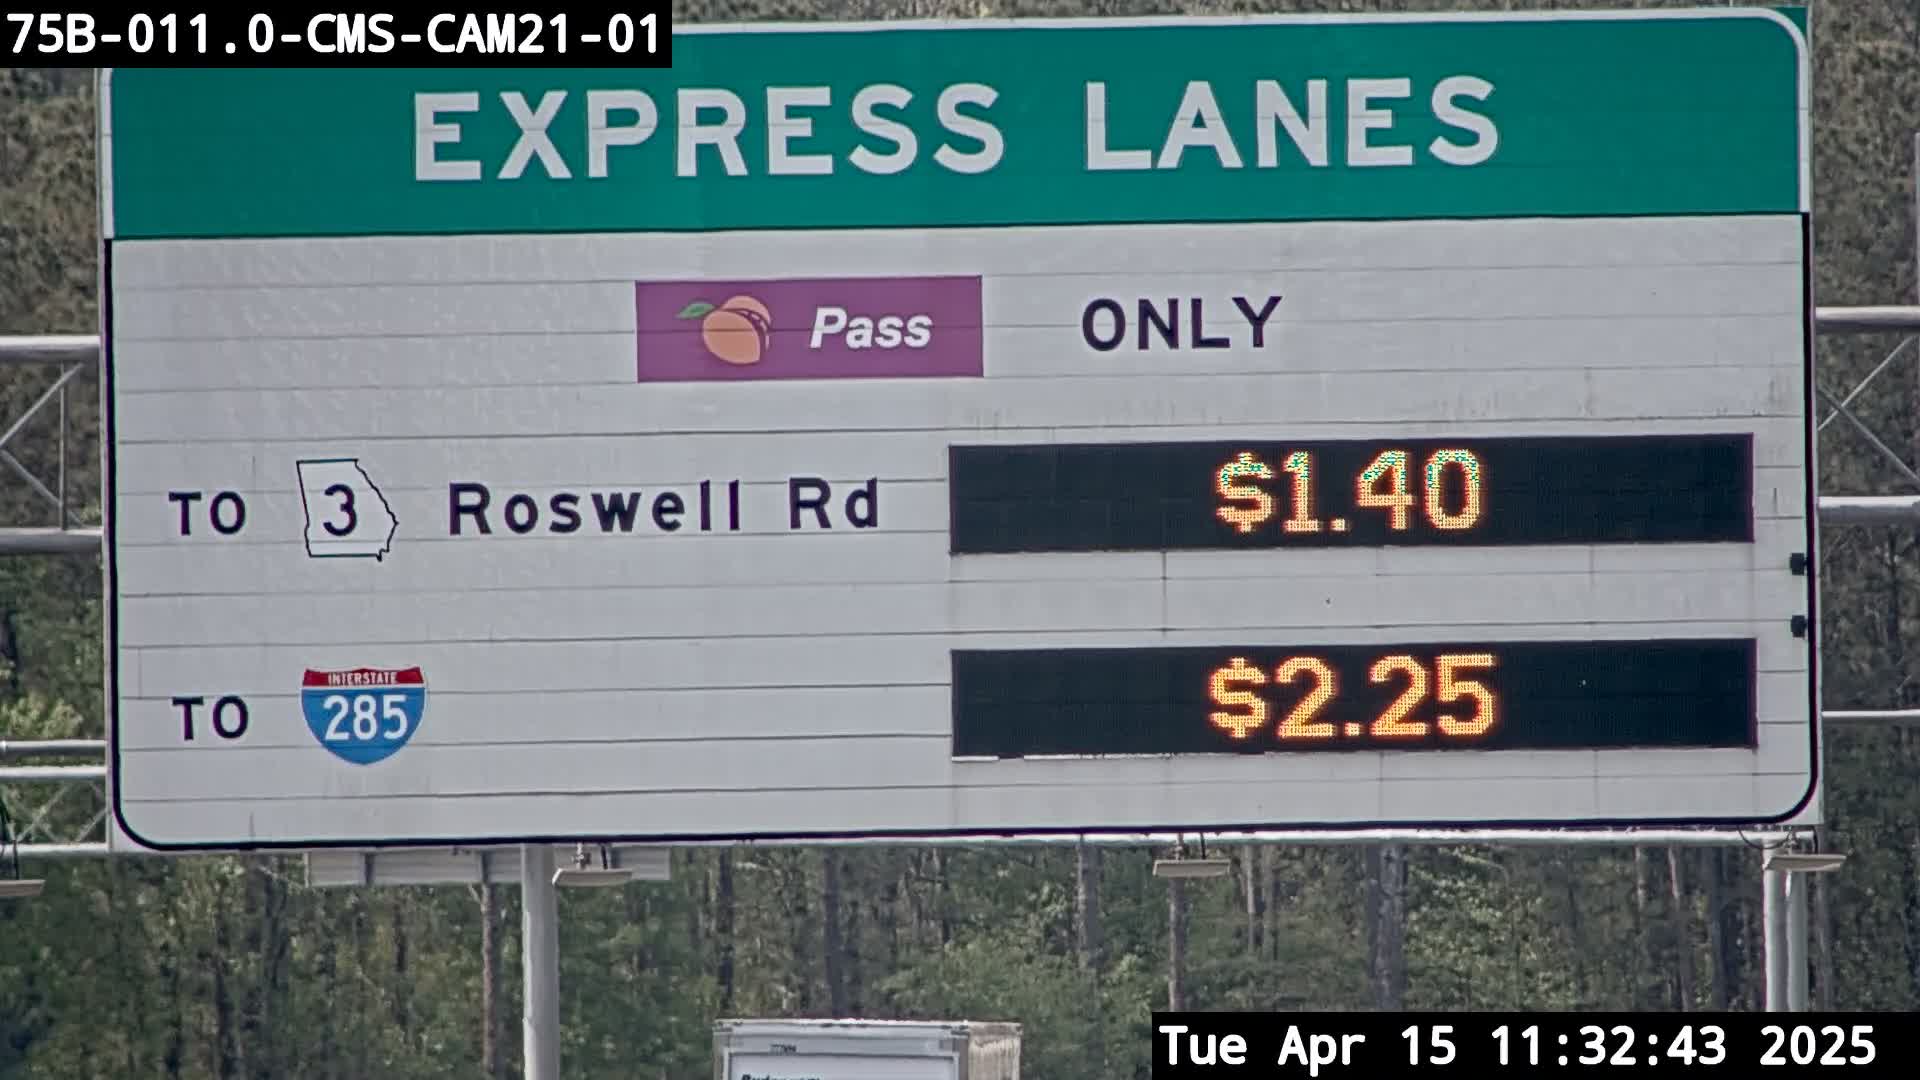 75B-011.0-CMS-CAM21-01
EXPRESS LANES
Pass ONLY
TO 3 Roswell Rd $1.40
INTERSTATE
TO 285 $2.25
Tue Apr 15 11:32:43 2025